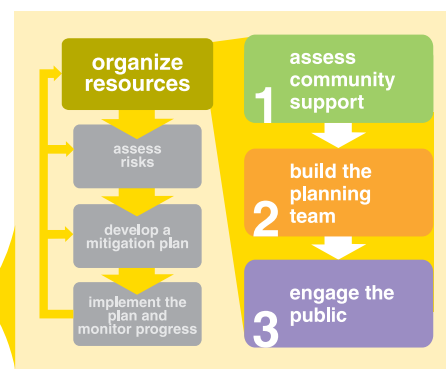 organize
resources
assess
risks
develop a
mitigation plan
implement the
plan and
monitor progress
1
assess
community
support
2
build the
planning
team
3
engage the
public